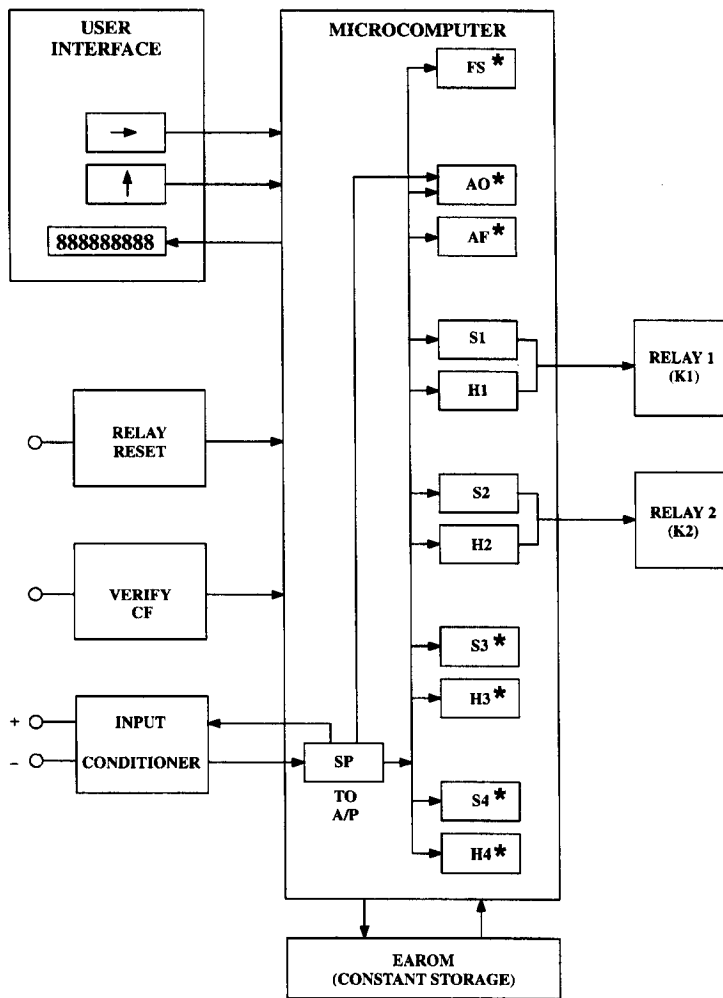 USER
INTERFACE
→
↑
888888888
MICROCOMPUTER
FS*
AO*
AF*
S1
H1
S2
H2
S3*
H3*
S4*
H4*
RELAY 1
(K1)
RELAY 2
(K2)
RELAY
RESET
VERIFY
CF
+
−
INPUT
CONDITIONER
SP
TO
A/P
EAROM
(CONSTANT STORAGE)